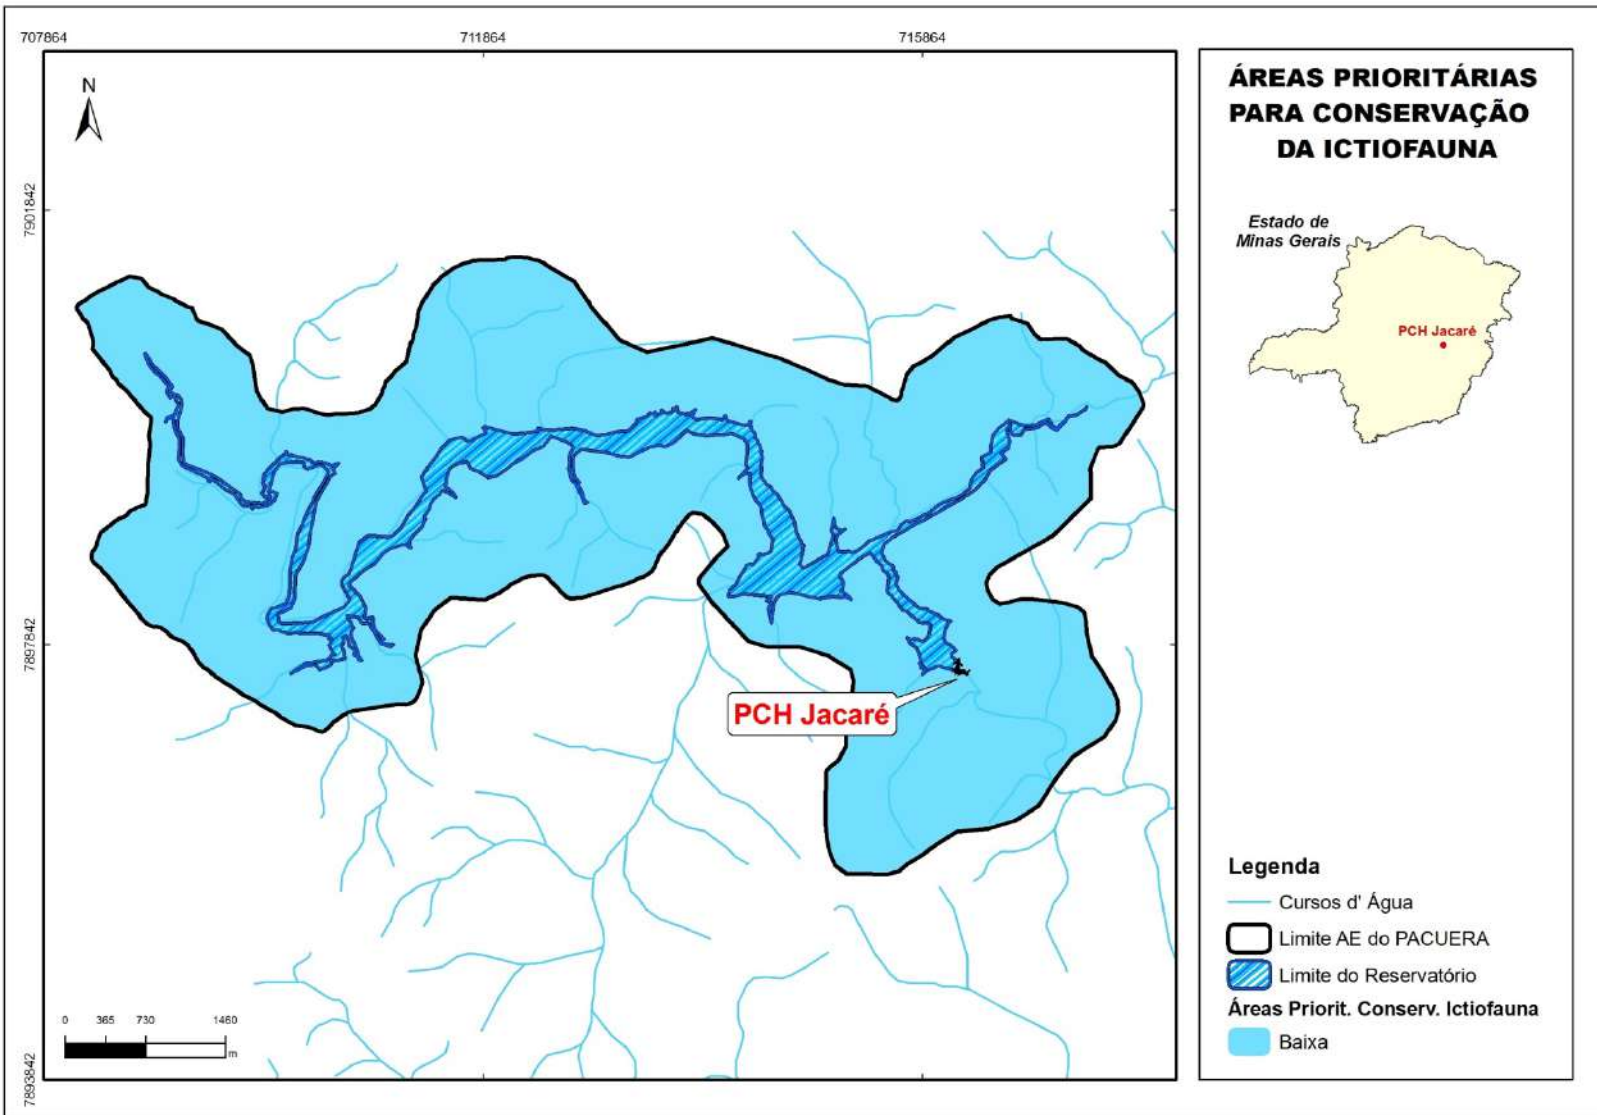 707864
711864
715864
N
7901842
7897842
7893842
PCH Jacaré
0 365 730 1460
m
ÁREAS PRIORITÁRIAS
PARA CONSERVAÇÃO
DA ICTIOFAUNA
Estado de
Minas Gerais
PCH Jacaré
Legenda
Cursos d' Água
Limite AE do PACUERA
Limite do Reservatório
Áreas Priorit. Conserv. Ictiofauna
Baixa